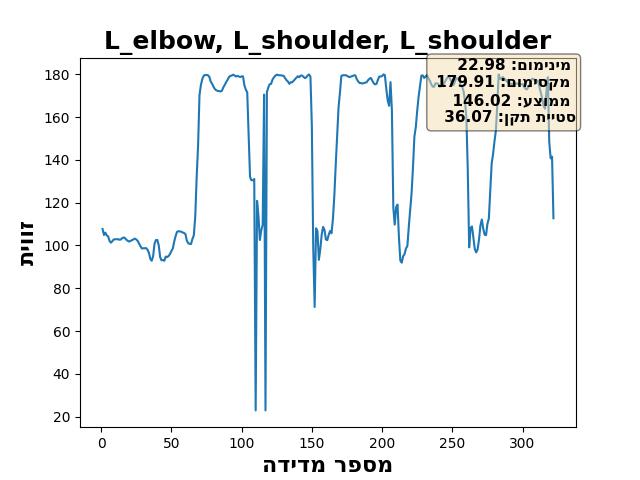 L_elbow, L_shoulder, L_shoulder
מינימום: 22.98
מקסימום: 179.91
ממוצע: 146.02
סטיית תקן: 36.07
180
160
140
120
100
80
60
40
20
זווית
0 50 100 150 200 250 300
מספר מדידה